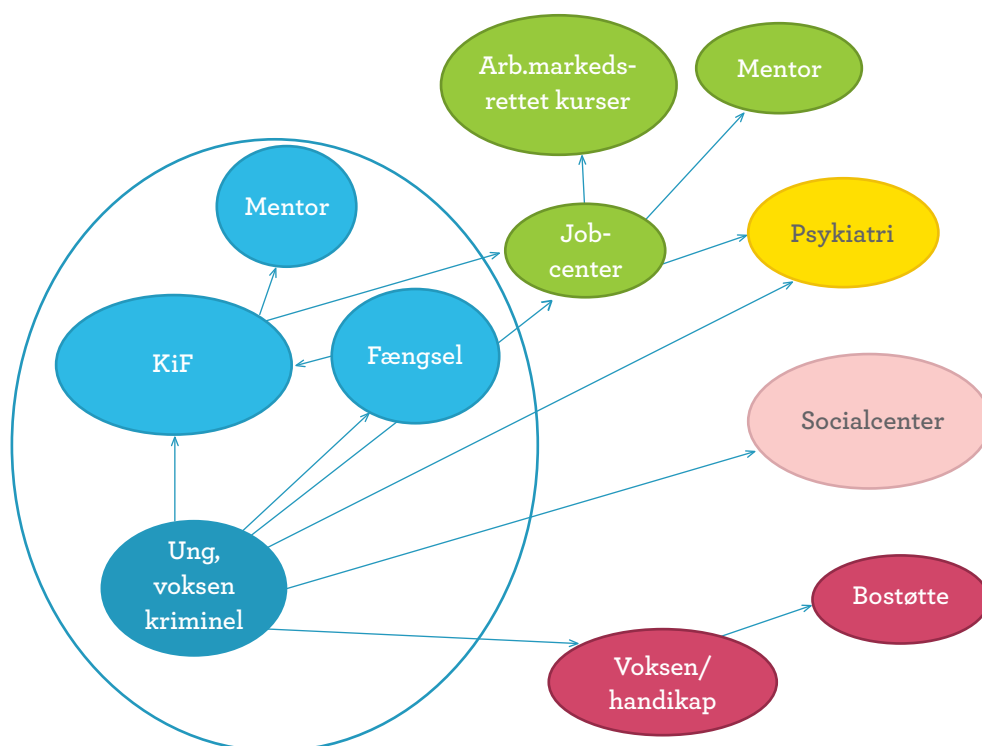 Arb.markeds-
rettet kurser
Mentor
Mentor
Job-
center
Psykiatri
KiF
Fængsel
Socialcenter
Ung,
voksen
kriminel
Bostøtte
Voksen/
handikap